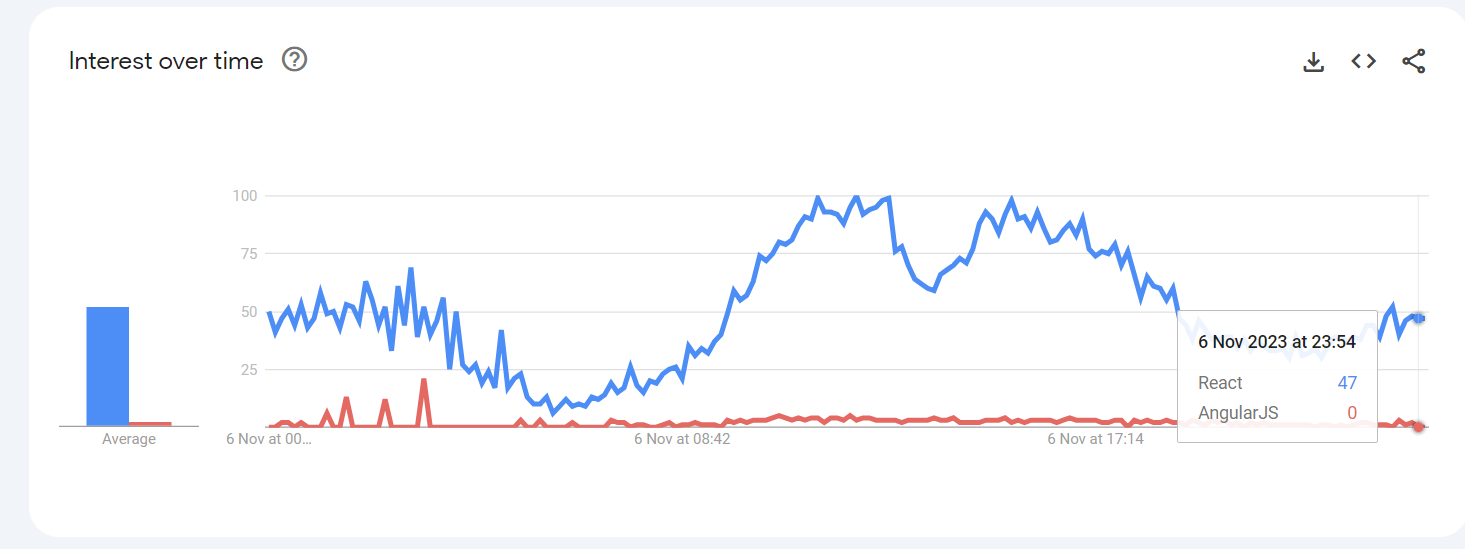 Interest over time
100
75
50
25
Average
6 Nov at 00...
6 Nov at 08:42
6 Nov at 17:14
6 Nov 2023 at 23:54
React 47
AngularJS 0